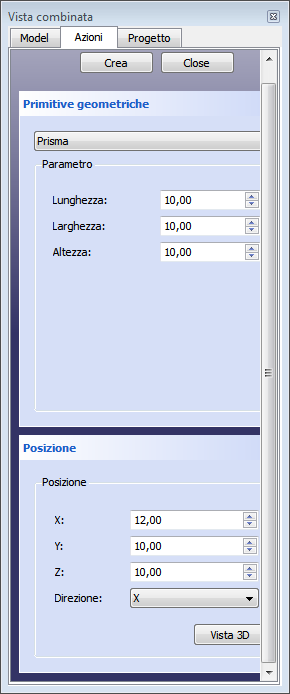 Vista combinata
Model Azioni Progetto
Crea Close
Primitive geometriche
Prisma
Parametro
Lunghezza: 10,00
Larghezza: 10,00
Altezza: 10,00
Posizione
Posizione
X: 12,00
Y: 10,00
Z: 10,00
Direzione: X
Vista 3D